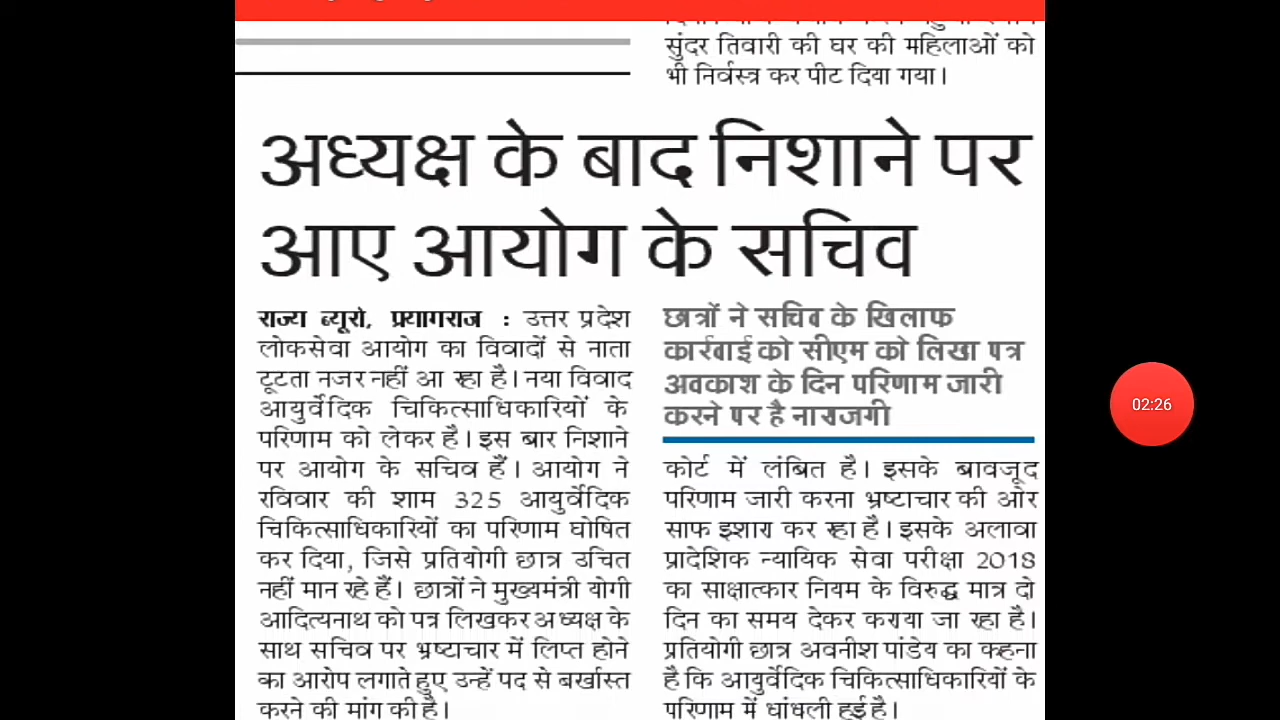 सुंदर तिवारी की घर की महिलाओं को
भी निर्वस्त्र कर पीट दिया गया।
अध्यक्ष के बाद निशाने पर
आए आयोग के सचिव
राज्य ब्यूरो, प्रयागराज : उत्तर प्रदेश
लोकसेवा आयोग का विवादों से नाता
टूटता नजर नहीं आ रहा है। नया विवाद
आयुर्वेदिक चिकित्साधिकारियों के
परिणाम को लेकर है। इस बार निशाने
पर आयोग के सचिव हैं। आयोग ने
रविवार की शाम 325 आयुर्वेदिक
चिकित्साधिकारियों का परिणाम घोषित
कर दिया, जिसे प्रतियोगी छात्र उचित
नहीं मान रहे हैं। छात्रों ने मुख्यमंत्री योगी
आदित्यनाथ को पत्र लिखकर अध्यक्ष के
साथ सचिव पर भ्रष्टाचार में लिप्त होने
का आरोप लगाते हुए उन्हें पद से बर्खास्त
करने की मांग की है।
छात्रों ने सचिव के खिलाफ
कार्रवाई को सीएम को लिखा पत्र
अवकाश के दिन परिणाम जारी
करने पर है नाराजगी
कोर्ट में लंबित है। इसके बावजूद
परिणाम जारी करना भ्रष्टाचार की ओर
साफ इशारा कर रहा है। इसके अलावा
प्रादेशिक न्यायिक सेवा परीक्षा 2018
का साक्षात्कार नियम के विरुद्ध मात्र दो
दिन का समय देकर कराया जा रहा है।
प्रतियोगी छात्र अवनीश पांडेय का कहना
है कि आयुर्वेदिक चिकित्साधिकारियों के
परिणाम में धांधली हुई है।
02:26